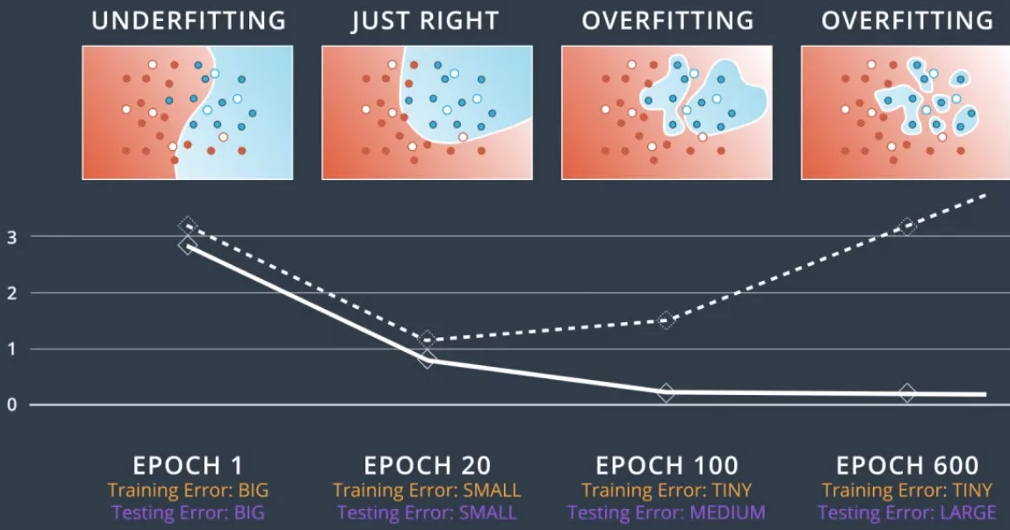 UNDERFITTING
JUST RIGHT
OVERFITTING
OVERFITTING
3
2
1
0
EPOCH 1
Training Error: BIG
Testing Error: BIG
EPOCH 20
Training Error: SMALL
Testing Error: SMALL
EPOCH 100
Training Error: TINY
Testing Error: MEDIUM
EPOCH 600
Training Error: TINY
Testing Error: LARGE